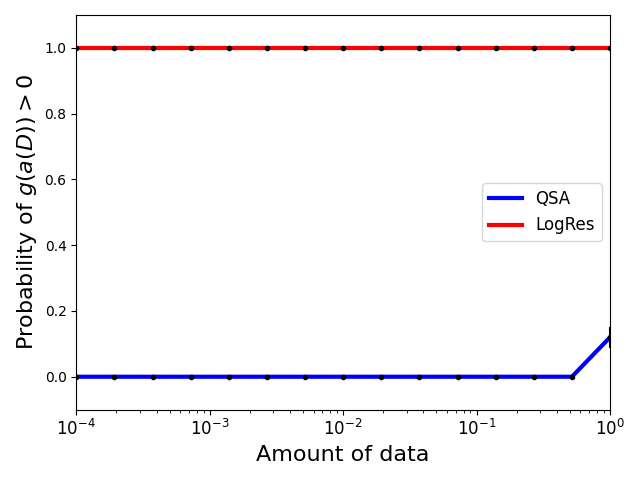 1.0
0.8
0.6
0.4
0.2
0.0
Probability of g(a(D)) > 0
QSA
LogRes
10⁻⁴ 10⁻³ 10⁻² 10⁻¹ 10⁰
Amount of data